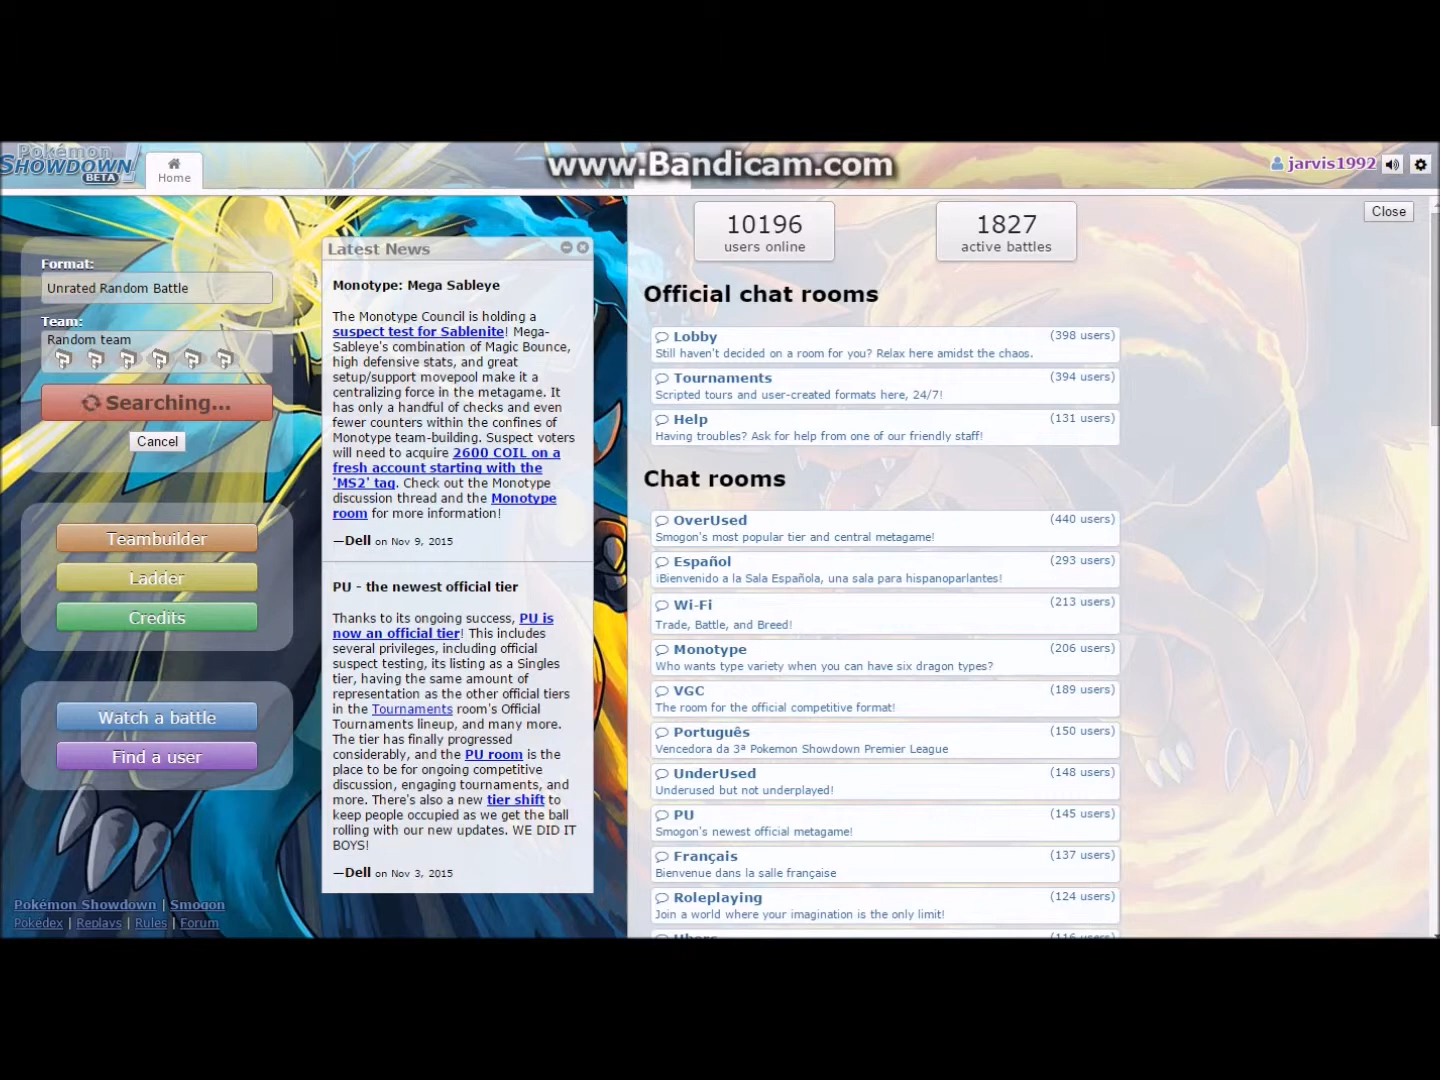 Pokémon
SHOWDOWN
BETA
Home
www.Bandicam.com
jarvis1992
Format:
Unrated Random Battle
Team:
Random team
Searching...
Cancel
Teambuilder
Ladder
Credits
Watch a battle
Find a user
Pokémon Showdown | Smogon
Pokédex | Replays | Rules | Forum
Latest News
Monotype: Mega Sableye
The Monotype Council is holding a
suspect test for Sablenite! Mega-
Sableye's combination of Magic Bounce,
high defensive stats, and great
setup/support movepool make it a
centralizing force in the metagame. It
has only a handful of checks and even
fewer counters within the confines of
Monotype team-building. Suspect voters
will need to acquire 2600 COIL on a
fresh account starting with the
'MS2' tag. Check out the Monotype
discussion thread and the Monotype
room for more information!
—Dell on Nov 9, 2015
PU - the newest official tier
Thanks to its ongoing success, PU is
now an official tier! This includes
several privileges, including official
suspect testing, its listing as a Singles
tier, having the same amount of
representation as the other official tiers
in the Tournaments room's Official
Tournaments lineup, and many more.
The tier has finally progressed
considerably, and the PU room is the
place to be for ongoing competitive
discussion, engaging tournaments, and
more. There's also a new tier shift to
keep people occupied as we get the ball
rolling with our new updates. WE DID IT
BOYS!
—Dell on Nov 3, 2015
10196
users online
1827
active battles
Close
Official chat rooms
Lobby (398 users)
Still haven't decided on a room for you? Relax here amidst the chaos.
Tournaments (394 users)
Scripted tours and user-created formats here, 24/7!
Help (131 users)
Having troubles? Ask for help from one of our friendly staff!
Chat rooms
OverUsed (440 users)
Smogon's most popular tier and central metagame!
Español (293 users)
¡Bienvenido a la Sala Española, una sala para hispanoparlantes!
Wi-Fi (213 users)
Trade, Battle, and Breed!
Monotype (206 users)
Who wants type variety when you can have six dragon types?
VGC (189 users)
The room for the official competitive format!
Português (150 users)
Vencedora da 3ª Pokemon Showdown Premier League
UnderUsed (148 users)
Underused but not underplayed!
PU (145 users)
Smogon's newest official metagame!
Français (137 users)
Bienvenue dans la salle française
Roleplaying (124 users)
Join a world where your imagination is the only limit!
Ubers (116 users)